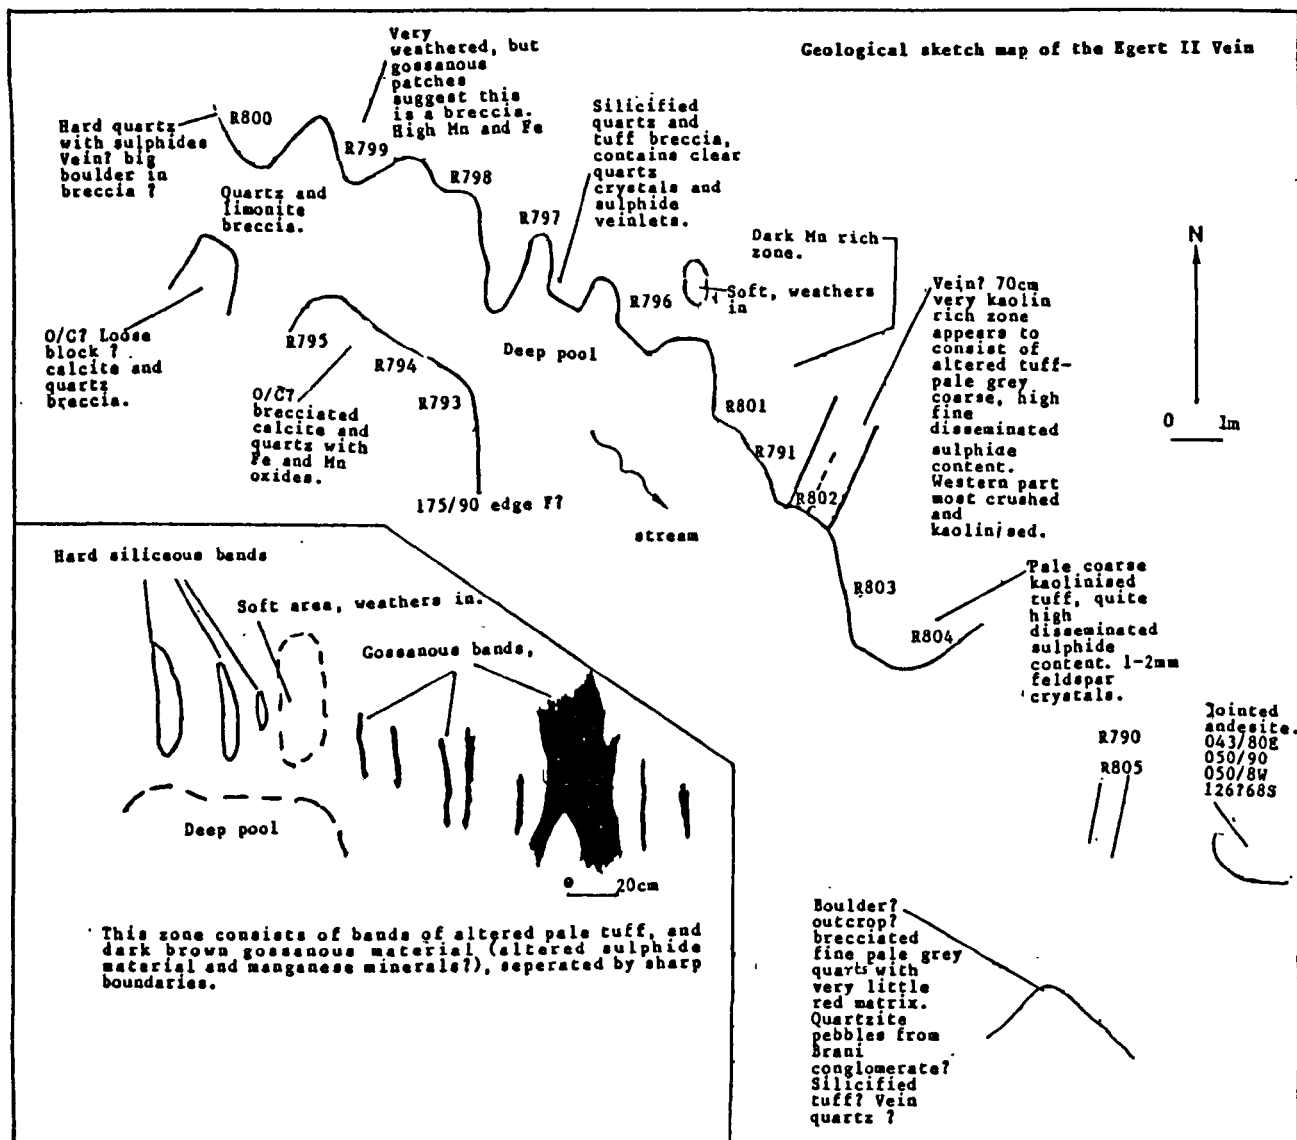 Geological sketch map of the Egert II Vein
Very
weathered, but
gossanous
patches
suggest this
is a breccia.
High Mn and Fe
Hard quartz
with sulphides
Vein? big
boulder in
breccia ?
R800
R799
R798
Quartz and
limonite
breccia.
Silicified
quartz and
tuff breccia,
contains clear
quartz
crystals and
sulphide
veinlets.
R797
Dark Mn rich
zone.
N
0 1m
R796
Soft, weathers
in
Vein? 70cm
very kaolin
rich zone
appears to
consist of
altered tuff-
pale grey
coarse, high
fine
disseminated
sulphide
content.
Western part
most crushed
and
kaolinised.
O/C? Loose
block ?
calcite and
quartz
breccia.
R795
R794
R793
Deep pool
O/C?
brecciated
calcite and
quartz with
Fe and Mn
oxides.
175/90 edge F?
R801
R791
R802
stream
R803
R804
Pale coarse
kaolinised
tuff, quite
high
disseminated
sulphide
content. 1-2mm
feldspar
crystals.
R790
R805
Jointed
andesite.
043/80E
050/90
050/8W
126?68S
Boulder?
outcrop?
brecciated
fine pale grey
quarts with
very little
red matrix.
Quartzite
pebbles from
Brani
conglomerate?
Silicified
tuff? Vein
quartz ?
Hard siliceous bands
Soft area, weathers in.
Gossanous bands,
Deep pool
0 20cm
This zone consists of bands of altered pale tuff, and
dark brown gossanous material (altered sulphide
material and manganese minerals?), seperated by sharp
boundaries.